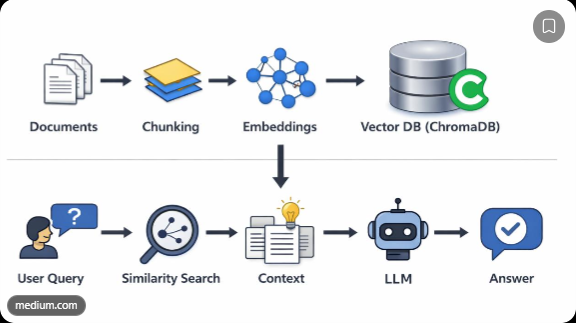 Documents
Chunking
Embeddings
Vector DB (ChromaDB)
?
User Query
Similarity Search
Context
LLM
Answer
medium.com